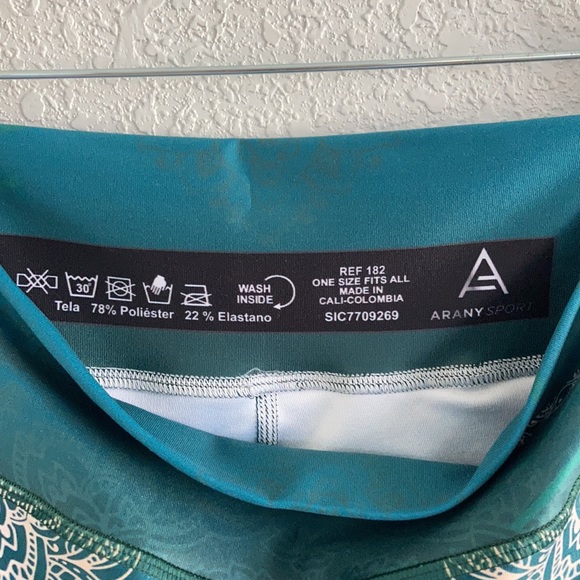 30°
Tela 78% Poliéster 22 % Elastano
WASH
INSIDE
REF 182
ONE SIZE FITS ALL
MADE IN
CALI-COLOMBIA
SIC7709269
ARANY SPORT